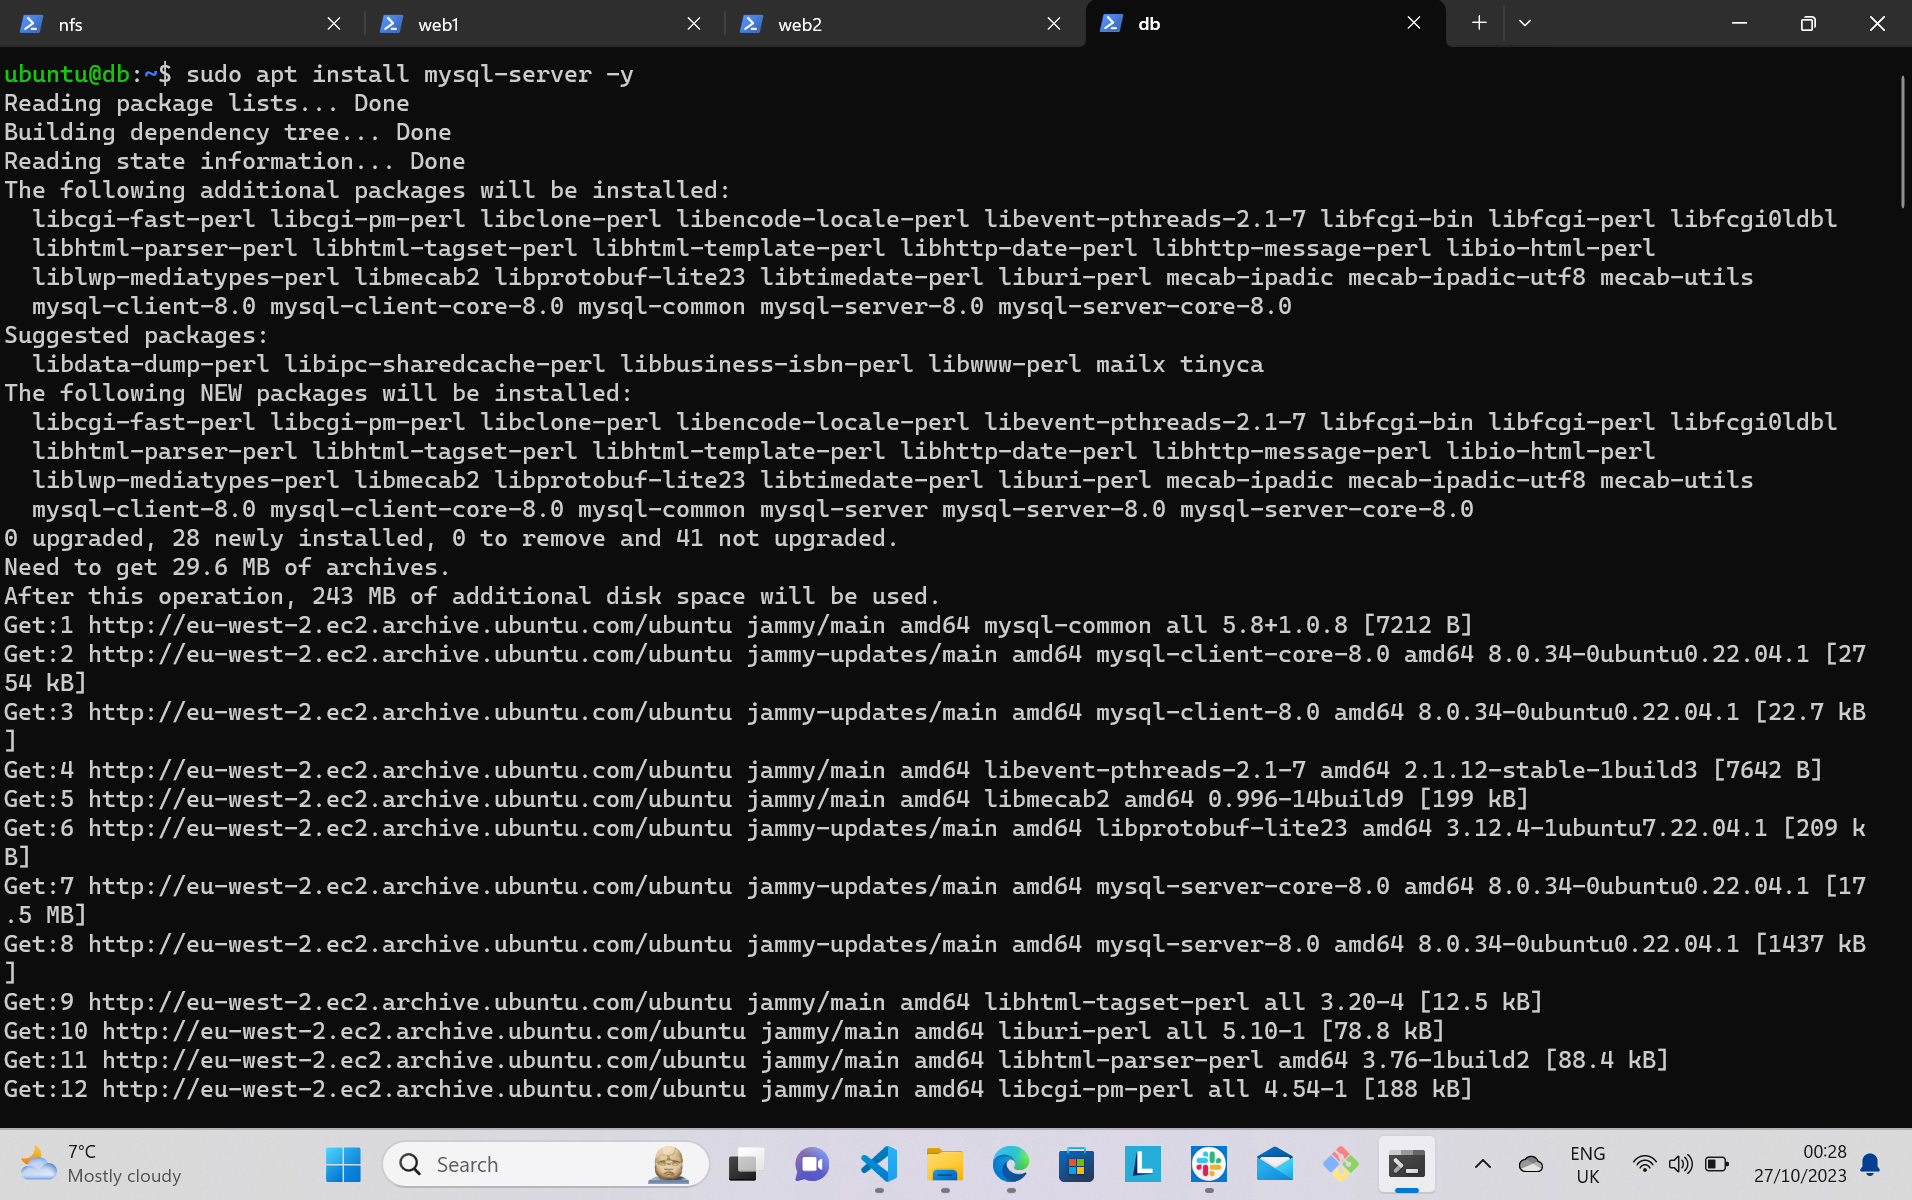 nfs
web1
web2
db
ubuntu@db:~$ sudo apt install mysql-server -y
Reading package lists... Done
Building dependency tree... Done
Reading state information... Done
The following additional packages will be installed:
  libcgi-fast-perl libcgi-pm-perl libclone-perl libencode-locale-perl libevent-pthreads-2.1-7 libfcgi-bin libfcgi-perl libfcgi0ldbl
  libhtml-parser-perl libhtml-tagset-perl libhtml-template-perl libhttp-date-perl libhttp-message-perl libio-html-perl
  liblwp-mediatypes-perl libmecab2 libprotobuf-lite23 libtimedate-perl liburi-perl mecab-ipadic mecab-ipadic-utf8 mecab-utils
  mysql-client-8.0 mysql-client-core-8.0 mysql-common mysql-server-8.0 mysql-server-core-8.0
Suggested packages:
  libdata-dump-perl libipc-sharedcache-perl libbusiness-isbn-perl libwww-perl mailx tinyca
The following NEW packages will be installed:
  libcgi-fast-perl libcgi-pm-perl libclone-perl libencode-locale-perl libevent-pthreads-2.1-7 libfcgi-bin libfcgi-perl libfcgi0ldbl
  libhtml-parser-perl libhtml-tagset-perl libhtml-template-perl libhttp-date-perl libhttp-message-perl libio-html-perl
  liblwp-mediatypes-perl libmecab2 libprotobuf-lite23 libtimedate-perl liburi-perl mecab-ipadic mecab-ipadic-utf8 mecab-utils
  mysql-client-8.0 mysql-client-core-8.0 mysql-common mysql-server mysql-server-8.0 mysql-server-core-8.0
0 upgraded, 28 newly installed, 0 to remove and 41 not upgraded.
Need to get 29.6 MB of archives.
After this operation, 243 MB of additional disk space will be used.
Get:1 http://eu-west-2.ec2.archive.ubuntu.com/ubuntu jammy/main amd64 mysql-common all 5.8+1.0.8 [7212 B]
Get:2 http://eu-west-2.ec2.archive.ubuntu.com/ubuntu jammy-updates/main amd64 mysql-client-core-8.0 amd64 8.0.34-0ubuntu0.22.04.1 [27
54 kB]
Get:3 http://eu-west-2.ec2.archive.ubuntu.com/ubuntu jammy-updates/main amd64 mysql-client-8.0 amd64 8.0.34-0ubuntu0.22.04.1 [22.7 kB
]
Get:4 http://eu-west-2.ec2.archive.ubuntu.com/ubuntu jammy/main amd64 libevent-pthreads-2.1-7 amd64 2.1.12-stable-1build3 [7642 B]
Get:5 http://eu-west-2.ec2.archive.ubuntu.com/ubuntu jammy/main amd64 libmecab2 amd64 0.996-14build9 [199 kB]
Get:6 http://eu-west-2.ec2.archive.ubuntu.com/ubuntu jammy-updates/main amd64 libprotobuf-lite23 amd64 3.12.4-1ubuntu7.22.04.1 [209 k
B]
Get:7 http://eu-west-2.ec2.archive.ubuntu.com/ubuntu jammy-updates/main amd64 mysql-server-core-8.0 amd64 8.0.34-0ubuntu0.22.04.1 [17
.5 MB]
Get:8 http://eu-west-2.ec2.archive.ubuntu.com/ubuntu jammy-updates/main amd64 mysql-server-8.0 amd64 8.0.34-0ubuntu0.22.04.1 [1437 kB
]
Get:9 http://eu-west-2.ec2.archive.ubuntu.com/ubuntu jammy/main amd64 libhtml-tagset-perl all 3.20-4 [12.5 kB]
Get:10 http://eu-west-2.ec2.archive.ubuntu.com/ubuntu jammy/main amd64 liburi-perl all 5.10-1 [78.8 kB]
Get:11 http://eu-west-2.ec2.archive.ubuntu.com/ubuntu jammy/main amd64 libhtml-parser-perl amd64 3.76-1build2 [88.4 kB]
Get:12 http://eu-west-2.ec2.archive.ubuntu.com/ubuntu jammy/main amd64 libcgi-pm-perl all 4.54-1 [188 kB]
7°C
Mostly cloudy
Search
L
ENG
UK
00:28
27/10/2023